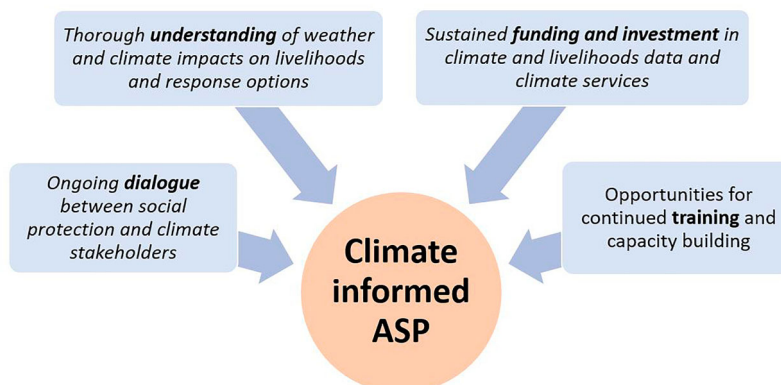 Thorough understanding of weather
and climate impacts on livelihoods
and response options
Sustained funding and investment in
climate and livelihoods data and
climate services
Ongoing dialogue
between social
protection and climate
stakeholders
Opportunities for
continued training and
capacity building
Climate
informed
ASP